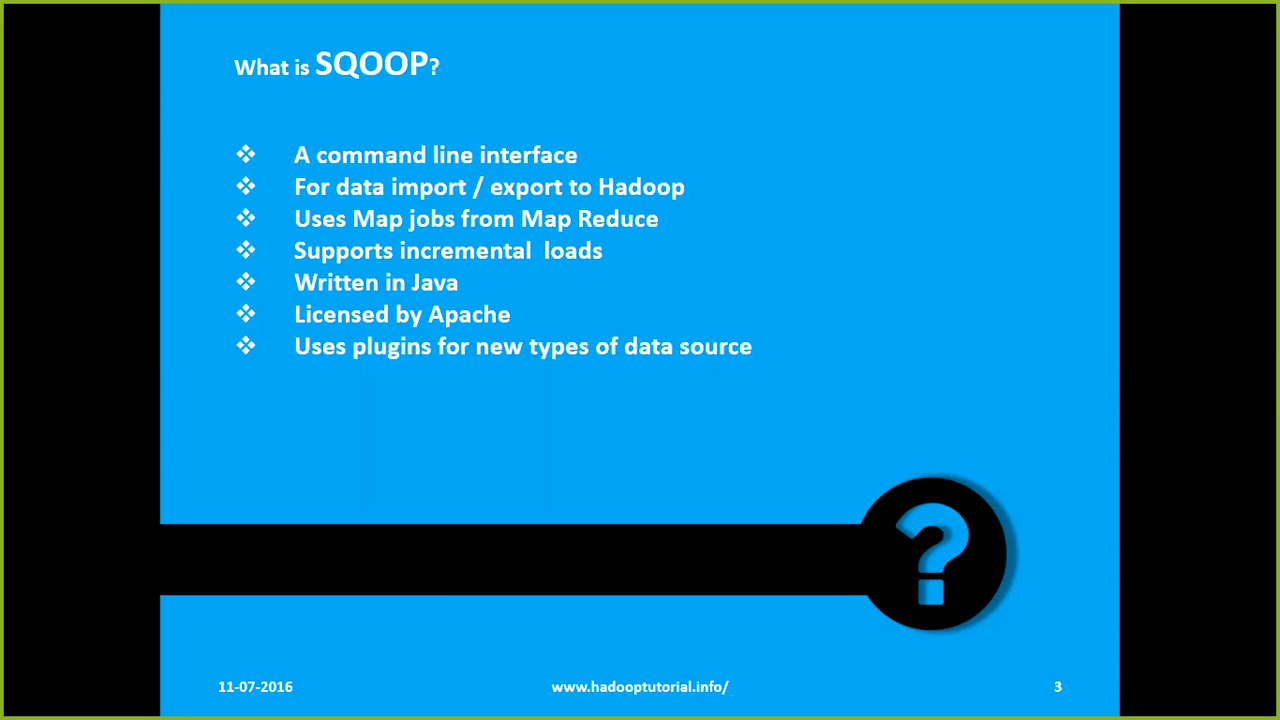 What is SQOOP?
A command line interface
For data import / export to Hadoop
Uses Map jobs from Map Reduce
Supports incremental  loads
Written in Java
Licensed by Apache
Uses plugins for new types of data source
?
11-07-2016
www.hadooptutorial.info/
3